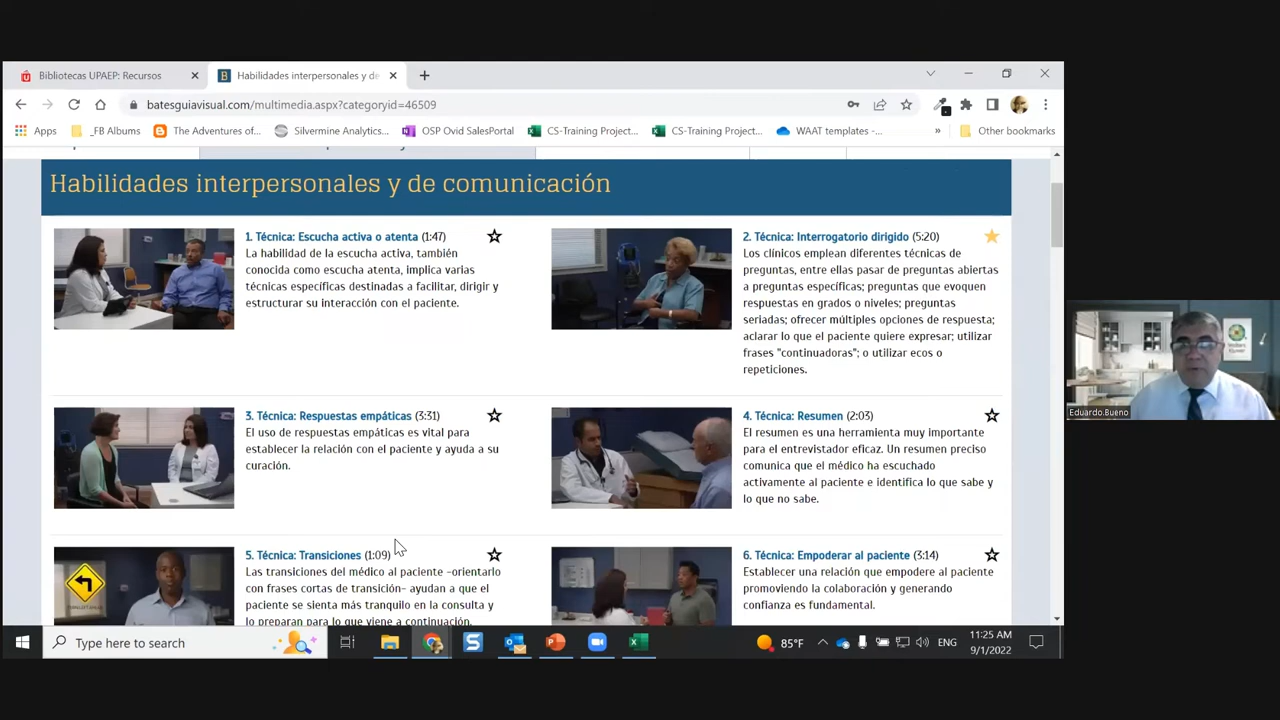 Bibliotecas UPAEP: Recursos
Habilidades interpersonales y de
batesguiavisual.com/multimedia.aspx?categoryid=46509
Apps
_FB Albums
The Adventures of...
Silvermine Analytics...
OSP Ovid SalesPortal
CS-Training Project...
CS-Training Project...
WAAT templates -...
»
Other bookmarks
Habilidades interpersonales y de comunicación
1. Técnica: Escucha activa o atenta (1:47)
La habilidad de la escucha activa, también
conocida como escucha atenta, implica varias
técnicas específicas destinadas a facilitar, dirigir y
estructurar su interacción con el paciente.
2. Técnica: Interrogatorio dirigido (5:20)
Los clínicos emplean diferentes técnicas de
preguntas, entre ellas pasar de preguntas abiertas
a preguntas específicas; preguntas que evoquen
respuestas en grados o niveles; preguntas
seriadas; ofrecer múltiples opciones de respuesta;
aclarar lo que el paciente quiere expresar; utilizar
frases "continuadoras"; o utilizar ecos o
repeticiones.
3. Técnica: Respuestas empáticas (3:31)
El uso de respuestas empáticas es vital para
establecer la relación con el paciente y ayuda a su
curación.
4. Técnica: Resumen (2:03)
El resumen es una herramienta muy importante
para el entrevistador eficaz. Un resumen preciso
comunica que el médico ha escuchado
activamente al paciente e identifica lo que sabe y
lo que no sabe.
5. Técnica: Transiciones (1:09)
Las transiciones del médico al paciente -orientarlo
con frases cortas de transición- ayudan a que el
paciente se sienta más tranquilo en la consulta y
lo preparan para lo que viene a continuación.
6. Técnica: Empoderar al paciente (3:14)
Establecer una relación que empodere al paciente
promoviendo la colaboración y generando
confianza es fundamental.
Wolters
Kluwer
Eduardo.Bueno
Type here to search
85°F
ENG
11:25 AM
9/1/2022